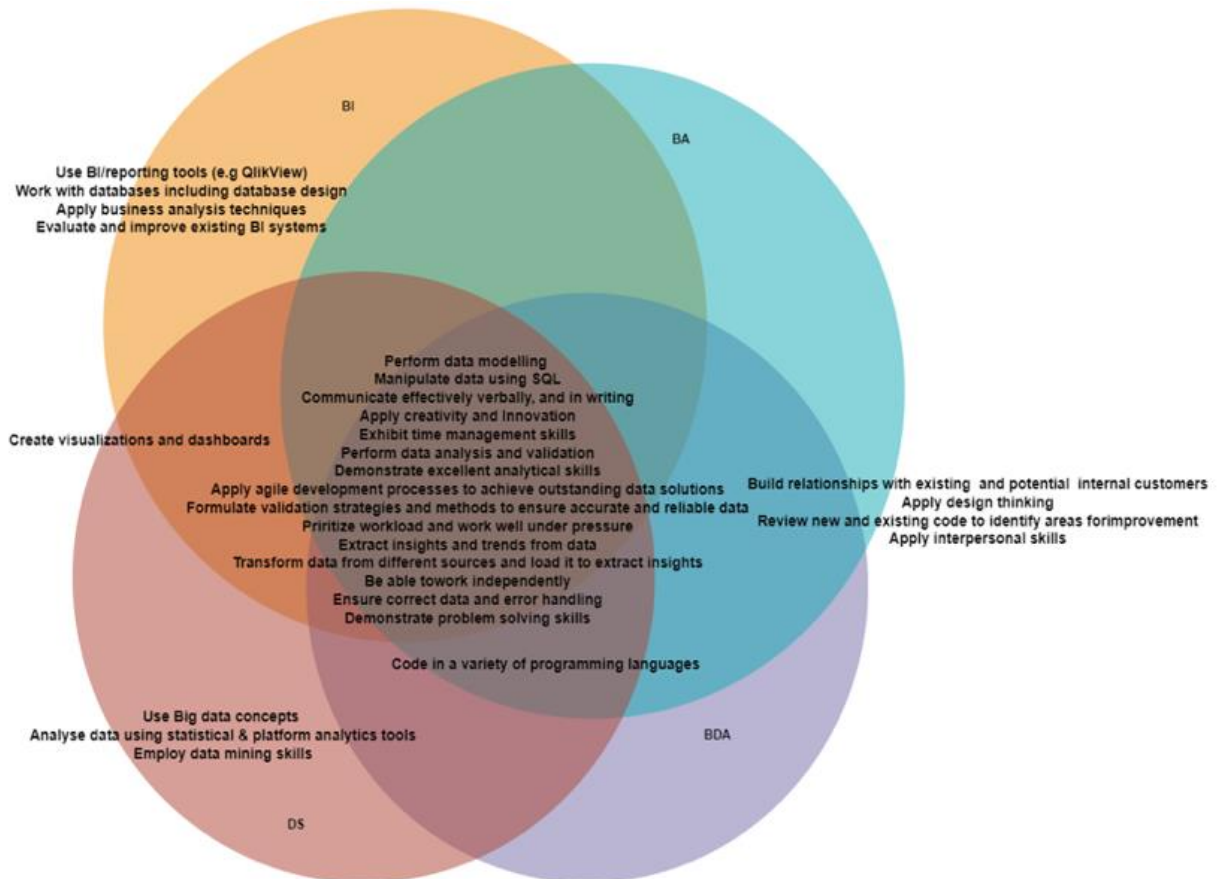 BI
BA
Use BI/reporting tools (e.g QlikView)
Work with databases including database design
Apply business analysis techniques
Evaluate and improve existing BI systems
Perform data modelling
Manipulate data using SQL
Communicate effectively verbally, and in writing
Apply creativity and Innovation
Exhibit time management skills
Create visualizations and dashboards
Perform data analysis and validation
Demonstrate excellent analytical skills
Apply agile development processes to achieve outstanding data solutions
Formulate validation strategies and methods to ensure accurate and reliable data
Priritize workload and work well under pressure
Extract insights and trends from data
Transform data from different sources and load it to extract insights
Be able towork independently
Ensure correct data and error handling
Demonstrate problem solving skills
Build relationships with existing and potential internal customers
Apply design thinking
Review new and existing code to identify areas forimprovement
Apply interpersonal skills
Code in a variety of programming languages
Use Big data concepts
Analyse data using statistical & platform analytics tools
Employ data mining skills
BDA
DS